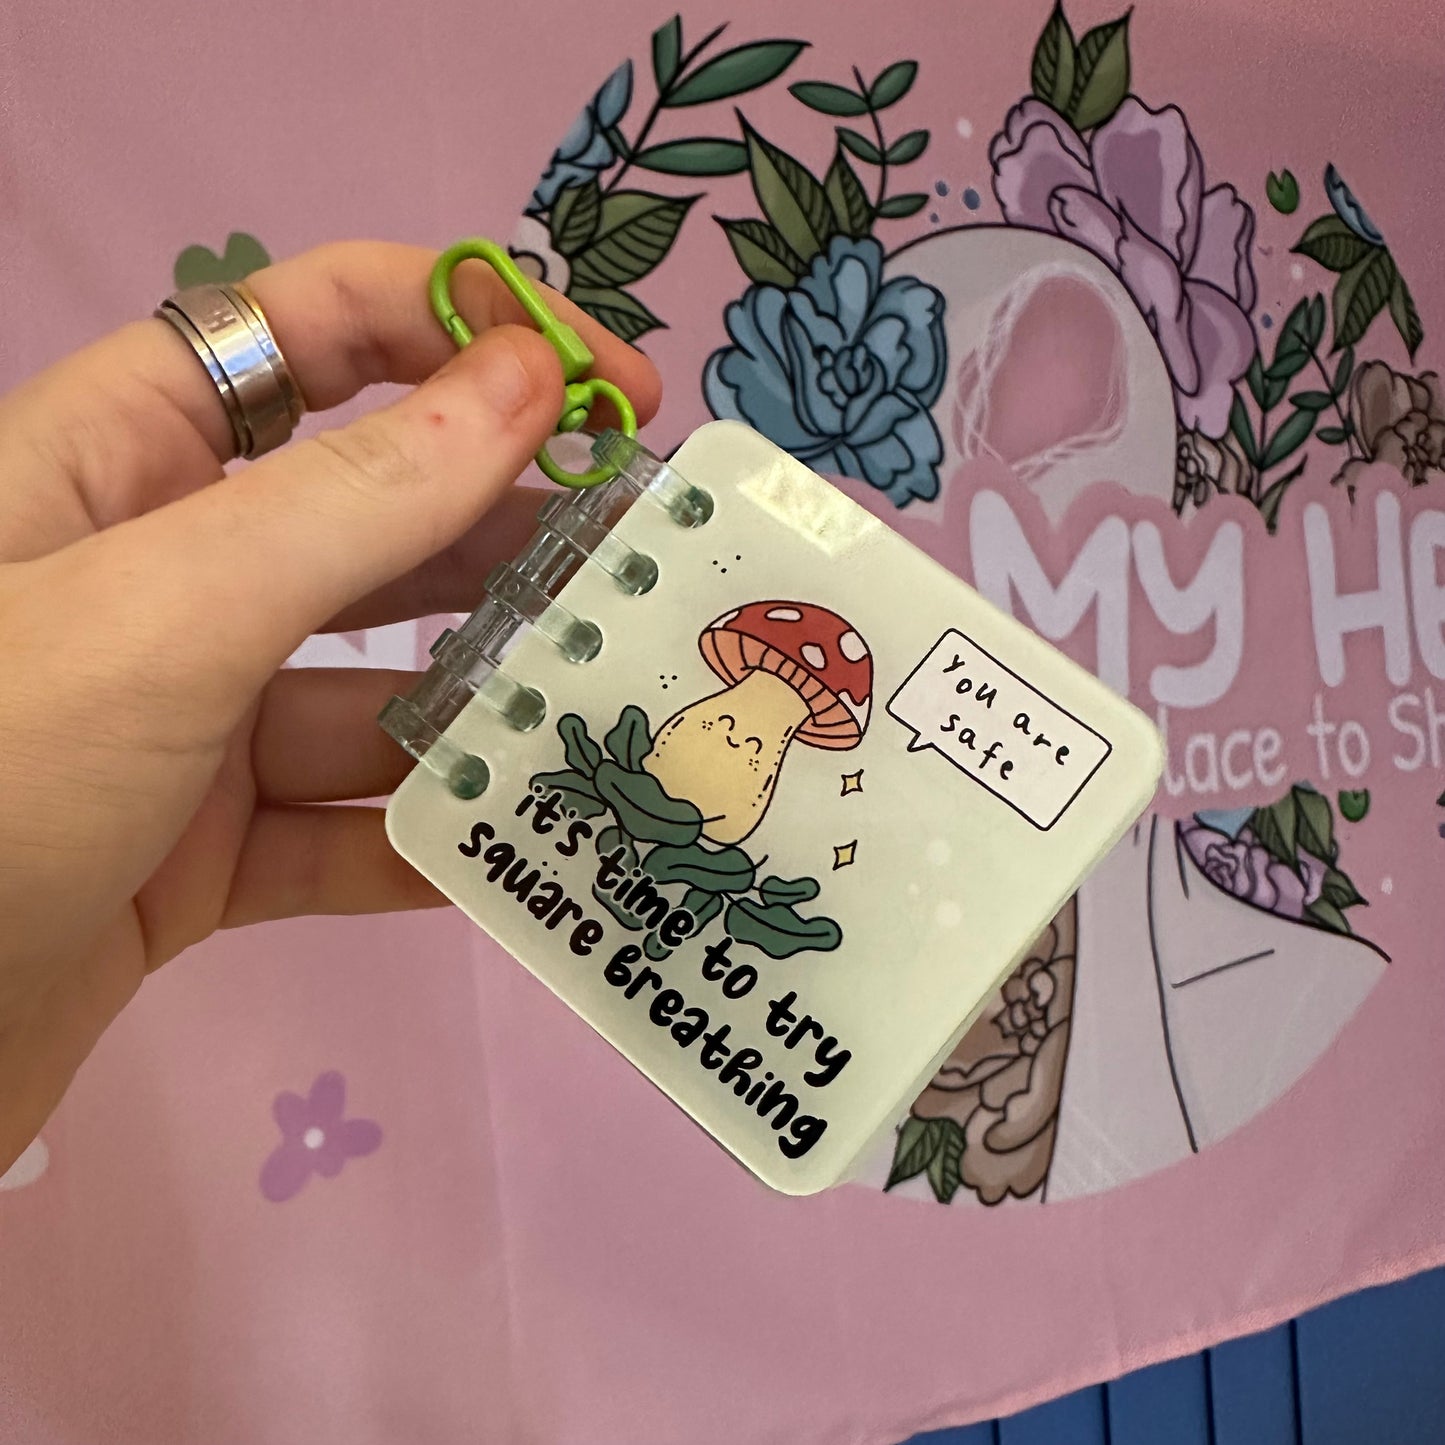 you are
safe
it's time to try
square breathing
My He
lace to Sh
H